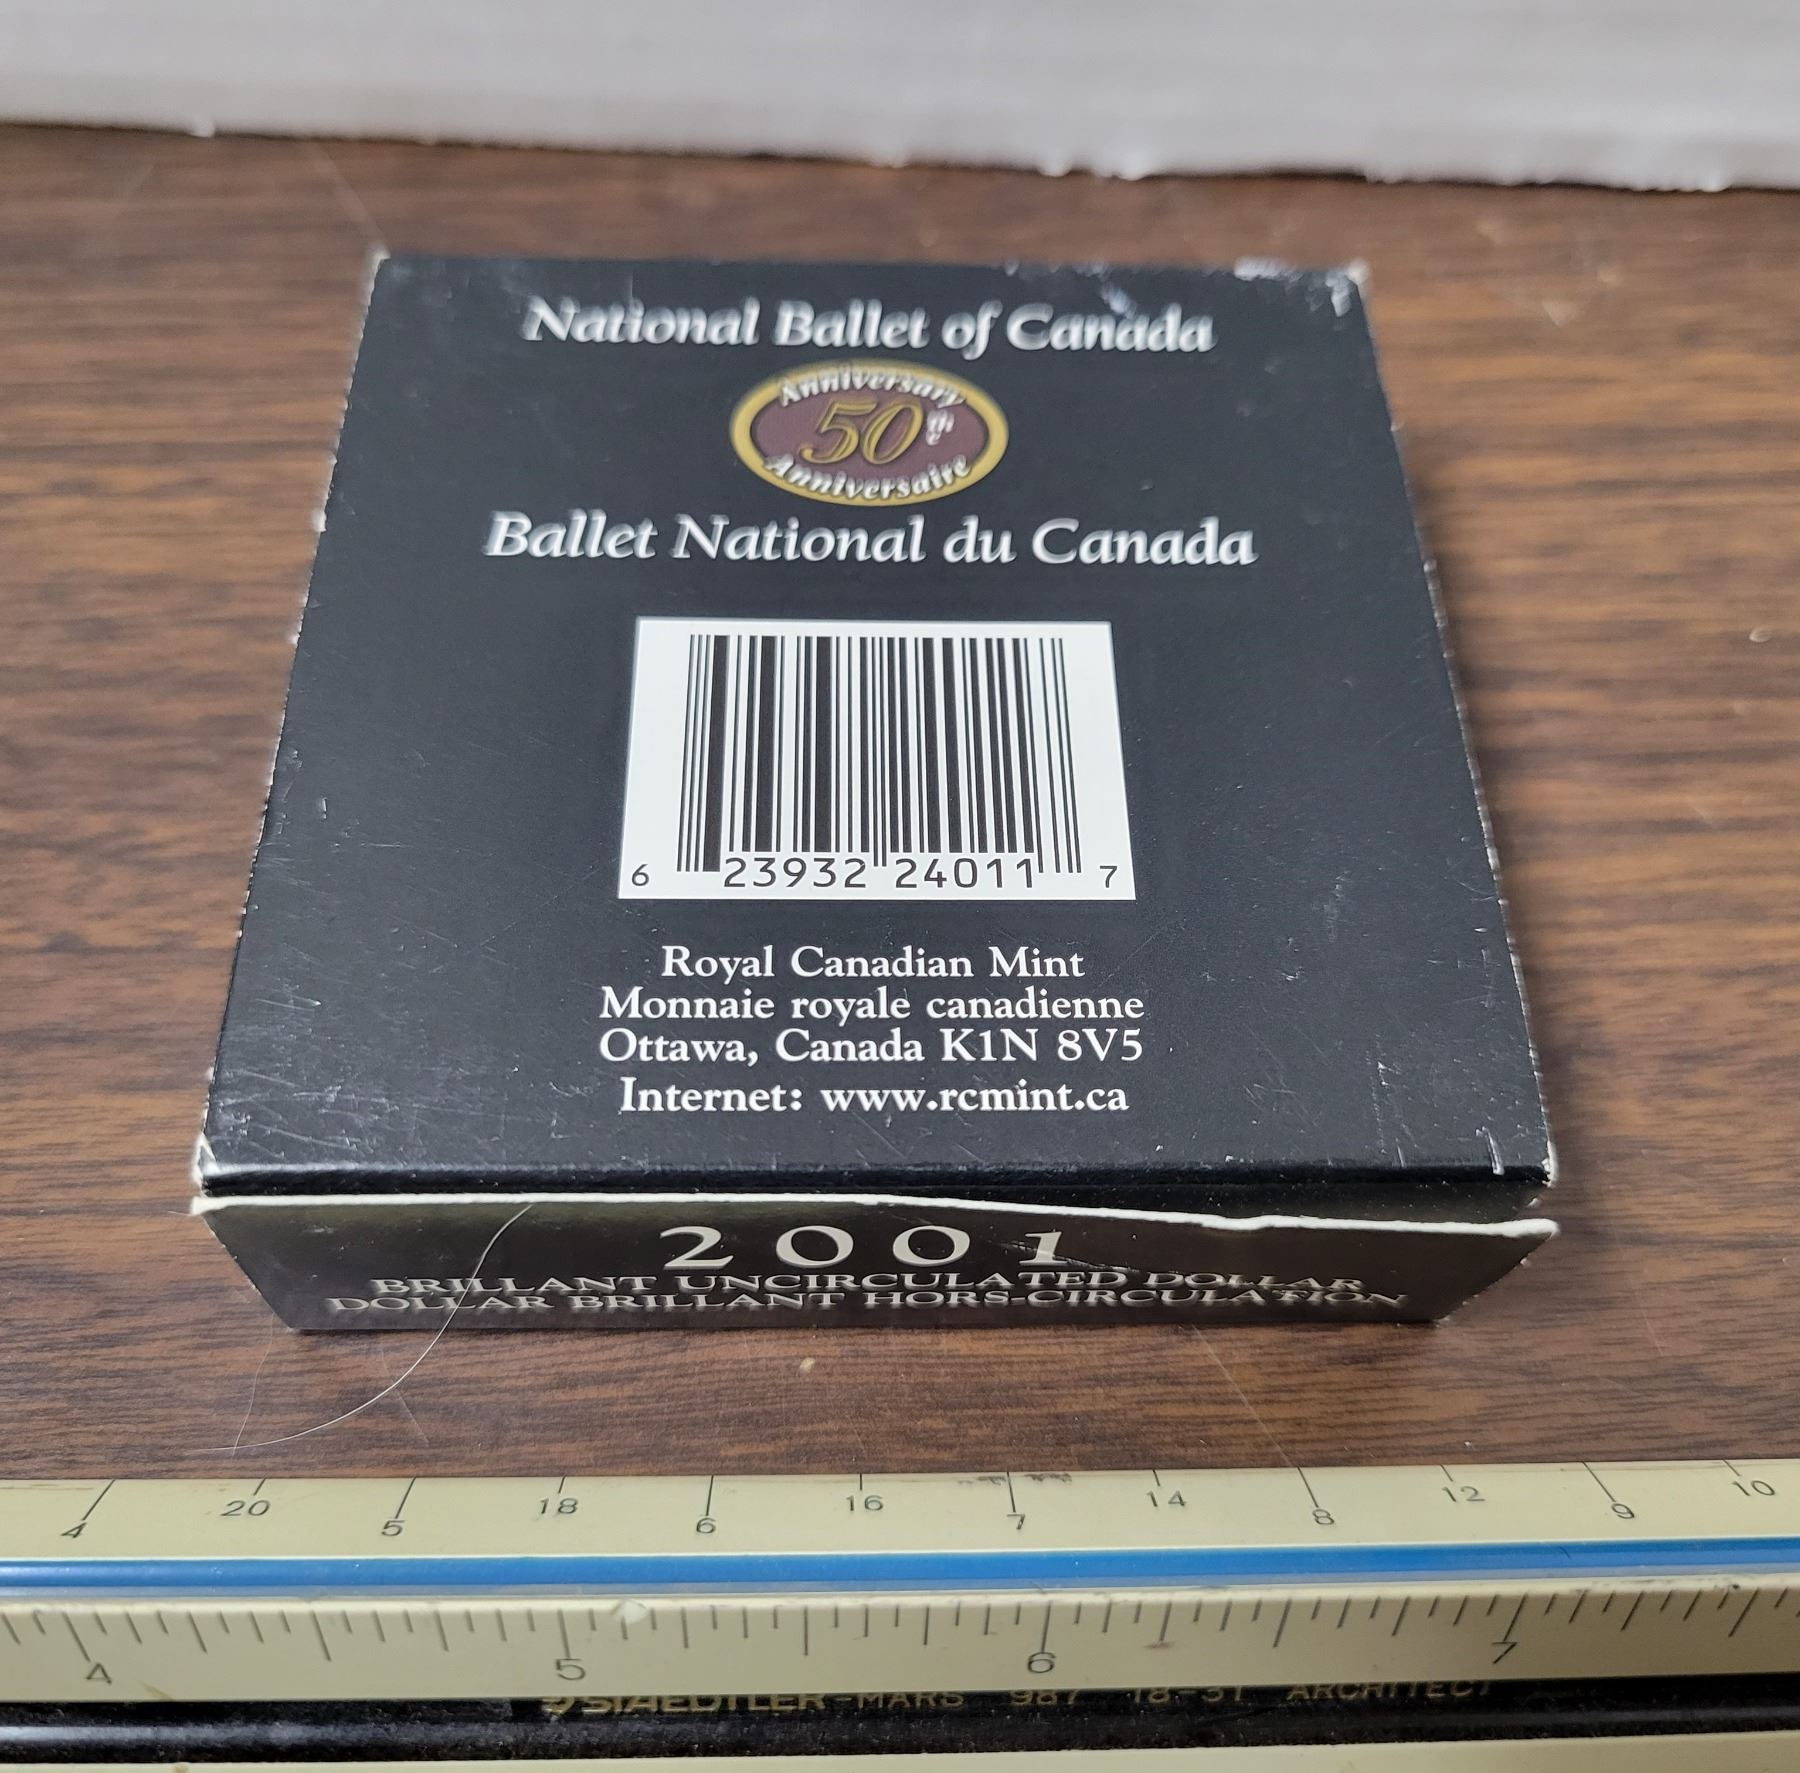 National Ballet of Canada
Anniversary
50th
e
Anniversaire
Ballet National du Canada
6 23932 24011 7
Royal Canadian Mint
Monnaie royale canadienne
Ottawa, Canada K1N 8V5
Internet: www.rcmint.ca
2001
BRILLIANT UNCIRCULATED DOLLAR
DOLLAR BRILLANT HORS-CIRCULATION
20 18 16 14 12 10
4 5 6 7 8 9
4 5 6 7
STAEDTLER-MARS 987 18-31 ARCHITECT